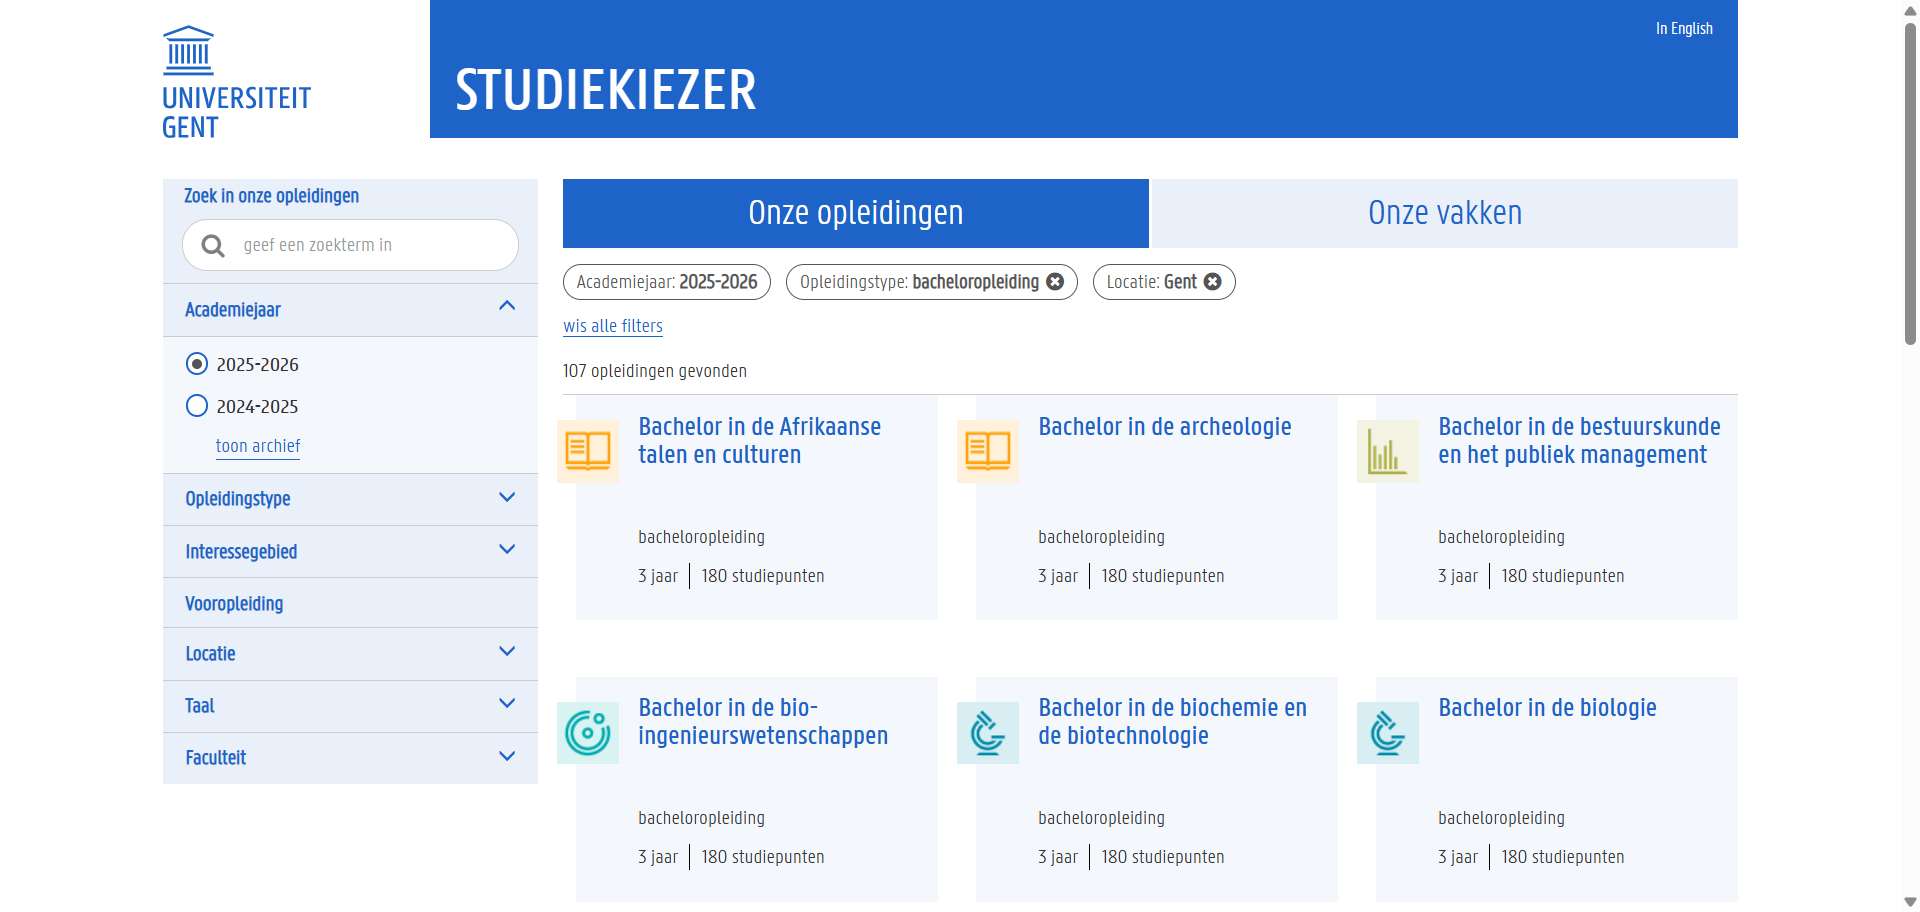 UNIVERSITEIT
GENT
In English
STUDIEKIEZER
Zoek in onze opleidingen
geef een zoekterm in
Academiejaar
2025-2026
2024-2025
toon archief
Opleidingstype
Interessegebied
Vooropleiding
Locatie
Taal
Faculteit
Onze opleidingen
Onze vakken
Academiejaar: 2025-2026
Opleidingstype: bacheloropleiding
Locatie: Gent
wis alle filters
107 opleidingen gevonden
Bachelor in de Afrikaanse
talen en culturen
bacheloropleiding
3 jaar
180 studiepunten
Bachelor in de archeologie
bacheloropleiding
3 jaar
180 studiepunten
Bachelor in de bestuurskunde
en het publiek management
bacheloropleiding
3 jaar
180 studiepunten
Bachelor in de bio-
ingenieurswetenschappen
bacheloropleiding
3 jaar
180 studiepunten
Bachelor in de biochemie en
de biotechnologie
bacheloropleiding
3 jaar
180 studiepunten
Bachelor in de biologie
bacheloropleiding
3 jaar
180 studiepunten